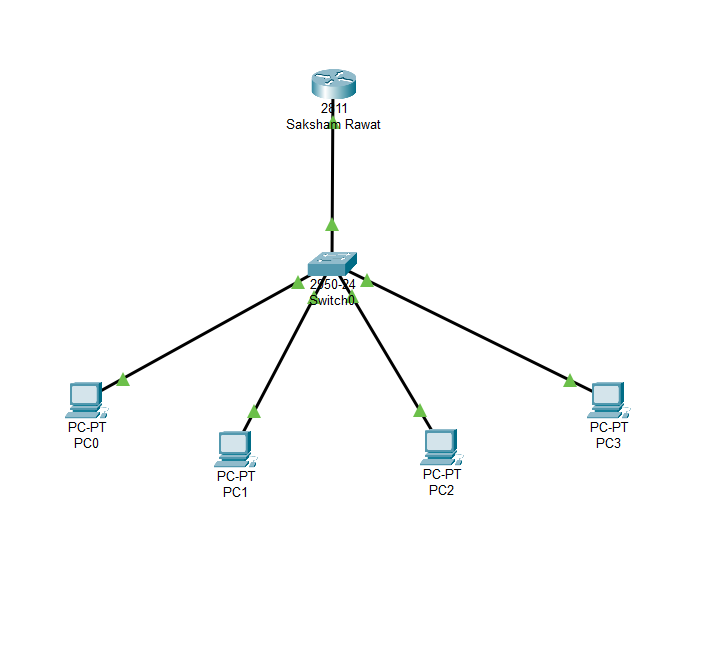 2811
Saksham Rawat
2950-24
Switch0
PC-PT
PC0
PC-PT
PC1
PC-PT
PC2
PC-PT
PC3